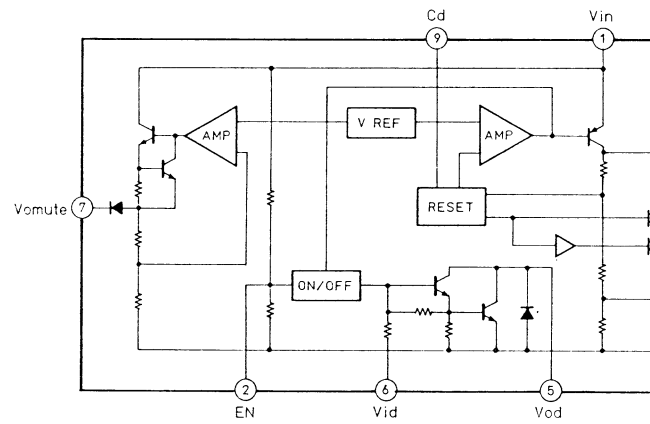 Cd Vin
9 1
AMP V REF AMP
Vomute 7 RESET
ON/OFF
2 6 5
EN Vid Vod